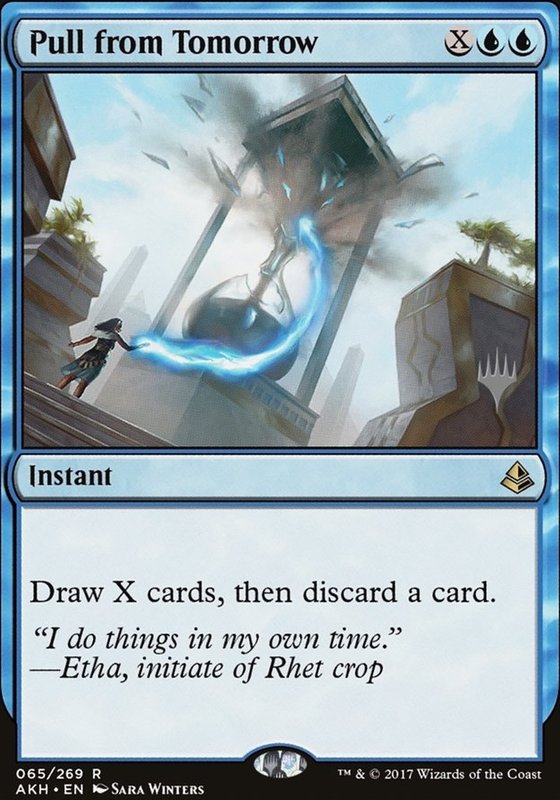 Pull from Tomorrow X
Instant
Draw X cards, then discard a card.
“I do things in my own time.”
—Etha, initiate of Rhet crop
065/269 R
AKH • EN Sara Winters
™ & © 2017 Wizards of the Coast